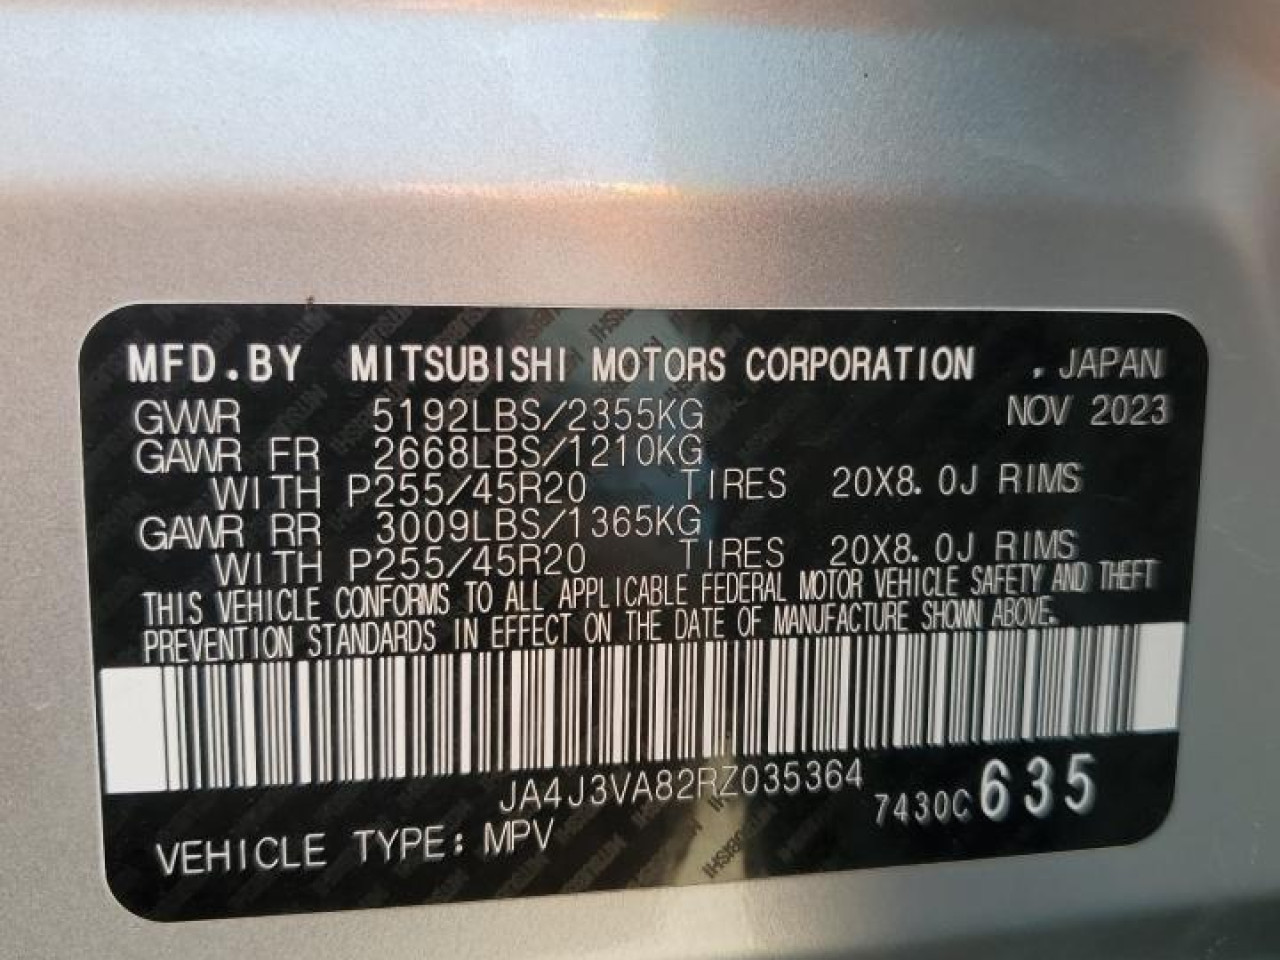 MFD.BY MITSUBISHI MOTORS CORPORATION . JAPAN
GVWR 5192LBS/2355KG NOV 2023
GAWR FR 2668LBS/1210KG
WITH P255/45R20 TIRES 20X8.0J RIMS
GAWR RR 3009LBS/1365KG
WITH P255/45R20 TIRES 20X8.0J RIMS
THIS VEHICLE CONFORMS TO ALL APPLICABLE FEDERAL MOTOR VEHICLE SAFETY AND THEFT
PREVENTION STANDARDS IN EFFECT ON THE DATE OF MANUFACTURE SHOWN ABOVE.
JA4J3VA82RZ035364
7430C 635
VEHICLE TYPE: MPV